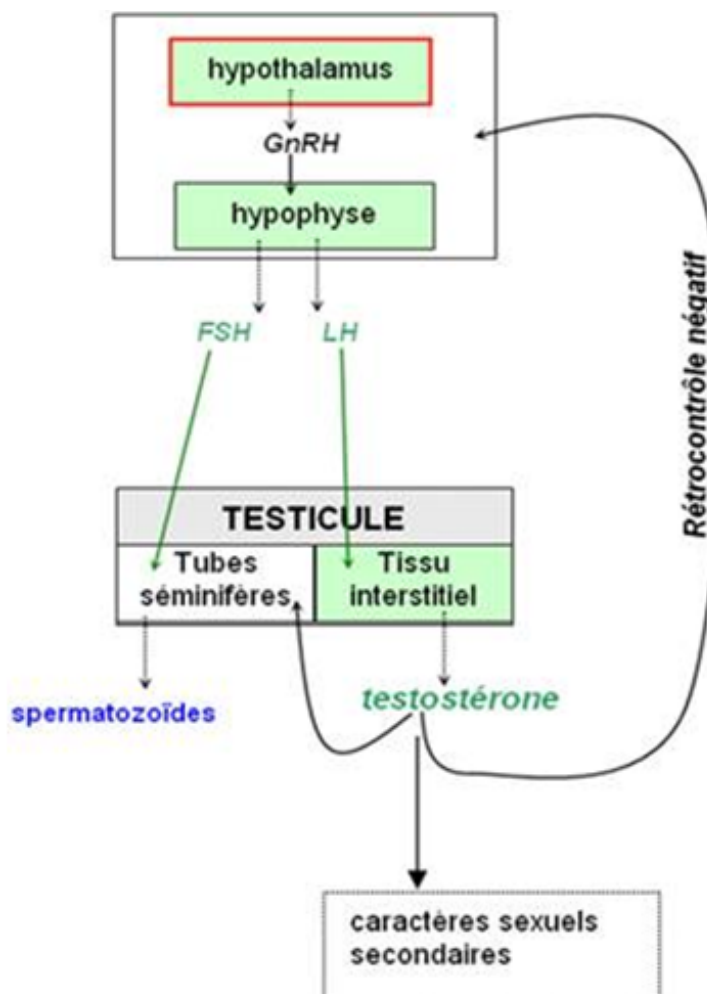 hypothalamus
GnRH
hypophyse
FSH
LH
Rétrocontrôle négatif
TESTICULE
Tubes
séminifères
Tissu
interstitiel
spermatozoïdes
testostérone
caractères sexuels
secondaires